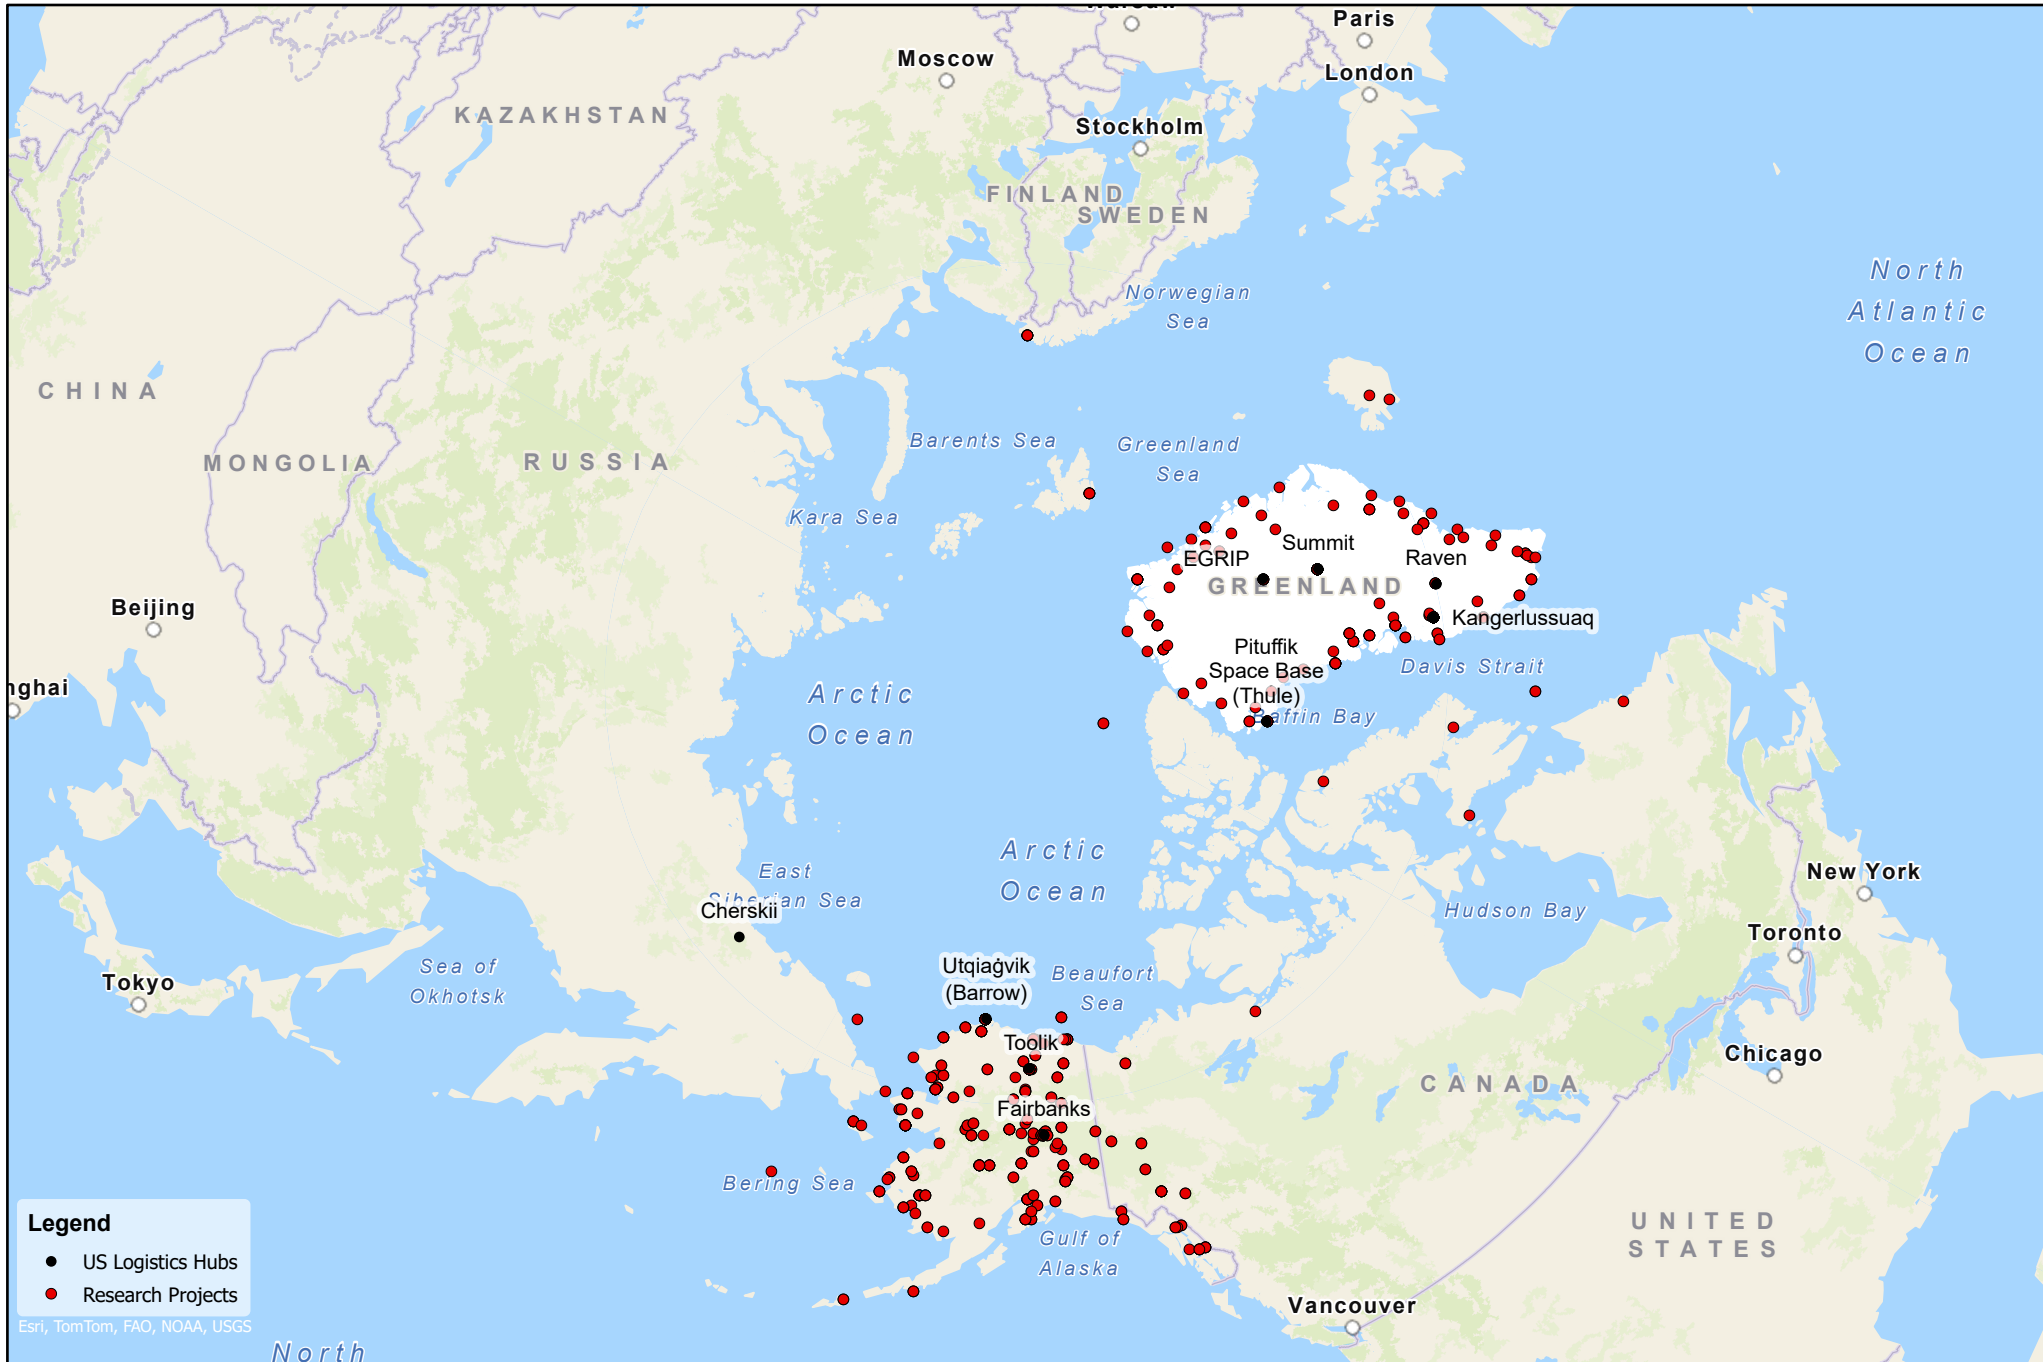 Paris
Moscow
London
KAZAKHSTAN
Stockholm
FINLAND
SWEDEN
North
Atlantic
Ocean
Norwegian
Sea
CHINA
Barents Sea
Greenland
Sea
MONGOLIA
RUSSIA
Kara Sea
Summit
EGRIP
Raven
GREENLAND
Beijing
Kangerlussuaq
Pituffik
Space Base
(Thule)
Davis Strait
nghai
Arctic
Ocean
Baffin Bay
Arctic
Ocean
East
Siberian Sea
Cherskii
New York
Hudson Bay
Toronto
Sea of
Okhotsk
Utqiaġvik
(Barrow)
Beaufort
Sea
Tokyo
Toolik
Chicago
CANADA
Fairbanks
Bering Sea
Gulf of
Alaska
UNITED
STATES
Vancouver
Legend
US Logistics Hubs
Research Projects
Esri, TomTom, FAO, NOAA, USGS
North